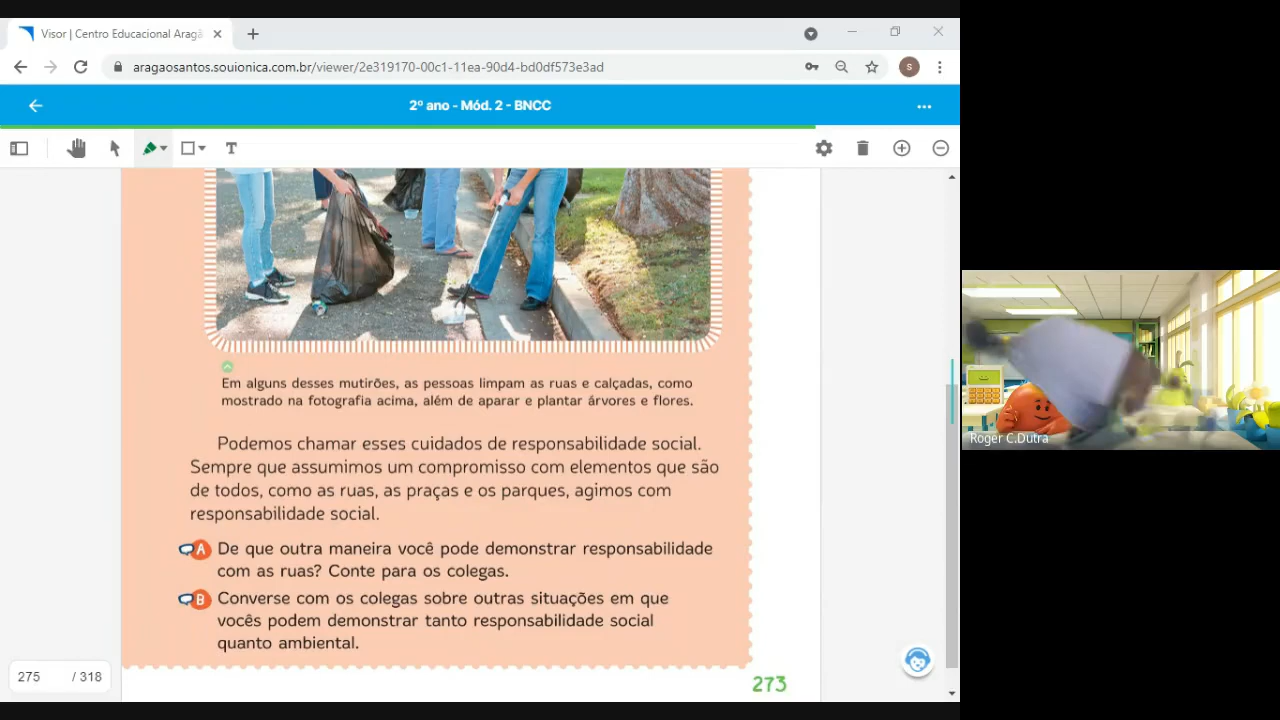 Visor | Centro Educacional Aragã
aragaosantos.souionica.com.br/viewer/2e319170-00c1-11ea-90d4-bd0df573e3ad
S
2º ano - Mód. 2 - BNCC
T
Em alguns desses mutirões, as pessoas limpam as ruas e calçadas, como
mostrado na fotografia acima, além de aparar e plantar árvores e flores.
Podemos chamar esses cuidados de responsabilidade social.
Sempre que assumimos um compromisso com elementos que são
de todos, como as ruas, as praças e os parques, agimos com
responsabilidade social.
A De que outra maneira você pode demonstrar responsabilidade
com as ruas? Conte para os colegas.
B Converse com os colegas sobre outras situações em que
vocês podem demonstrar tanto responsabilidade social
quanto ambiental.
275 / 318
273
Roger C.Dutra